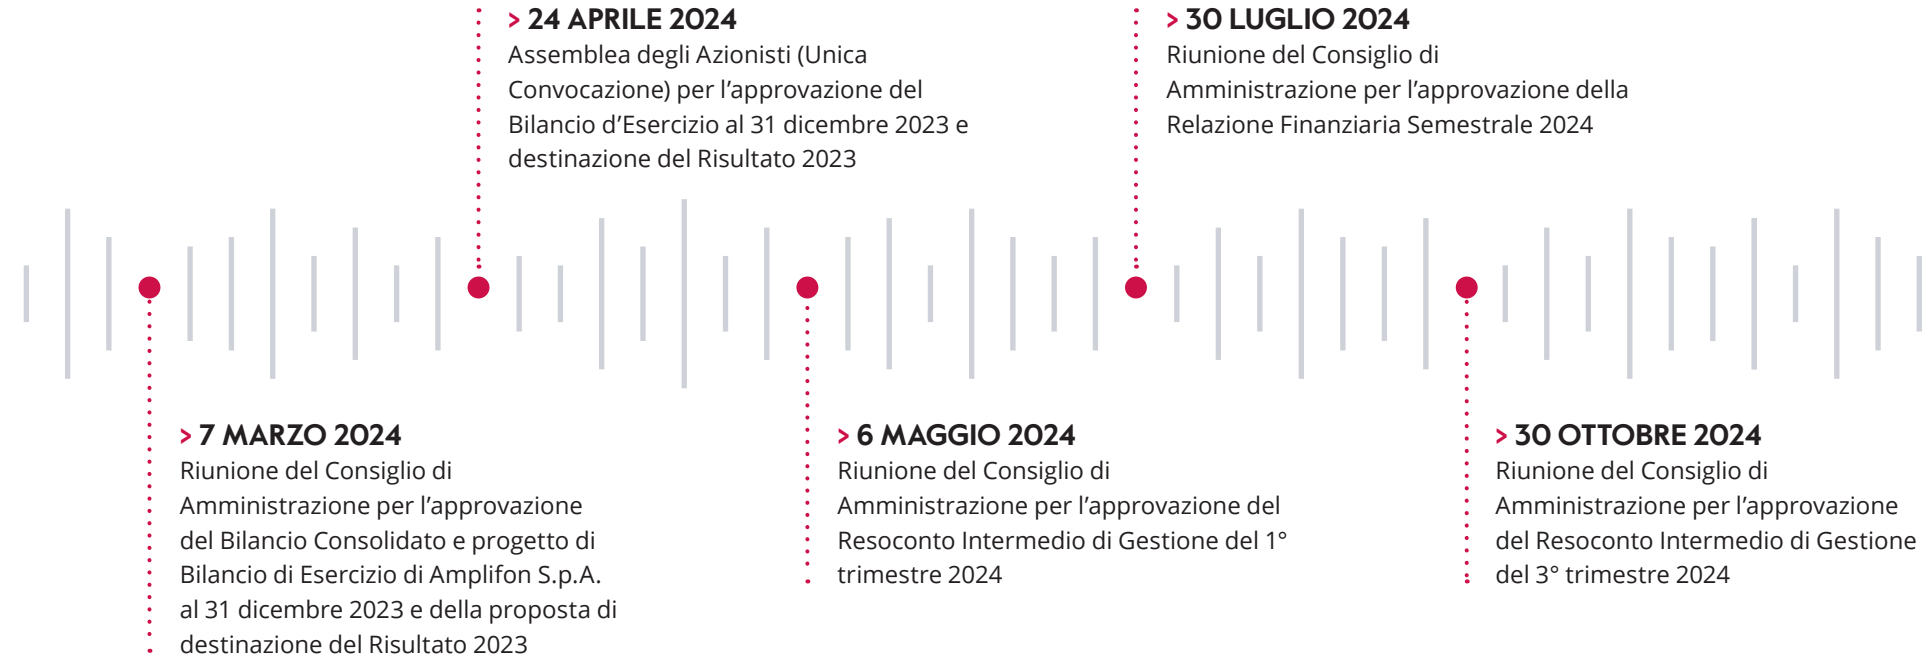 > 24 APRILE 2024
Assemblea degli Azionisti (Unica
Convocazione) per l’approvazione del
Bilancio d’Esercizio al 31 dicembre 2023 e
destinazione del Risultato 2023
> 30 LUGLIO 2024
Riunione del Consiglio di
Amministrazione per l’approvazione della
Relazione Finanziaria Semestrale 2024
> 7 MARZO 2024
Riunione del Consiglio di
Amministrazione per l’approvazione
del Bilancio Consolidato e progetto di
Bilancio di Esercizio di Amplifon S.p.A.
al 31 dicembre 2023 e della proposta di
destinazione del Risultato 2023
> 6 MAGGIO 2024
Riunione del Consiglio di
Amministrazione per l’approvazione del
Resoconto Intermedio di Gestione del 1°
trimestre 2024
> 30 OTTOBRE 2024
Riunione del Consiglio di
Amministrazione per l’approvazione
del Resoconto Intermedio di Gestione
del 3° trimestre 2024